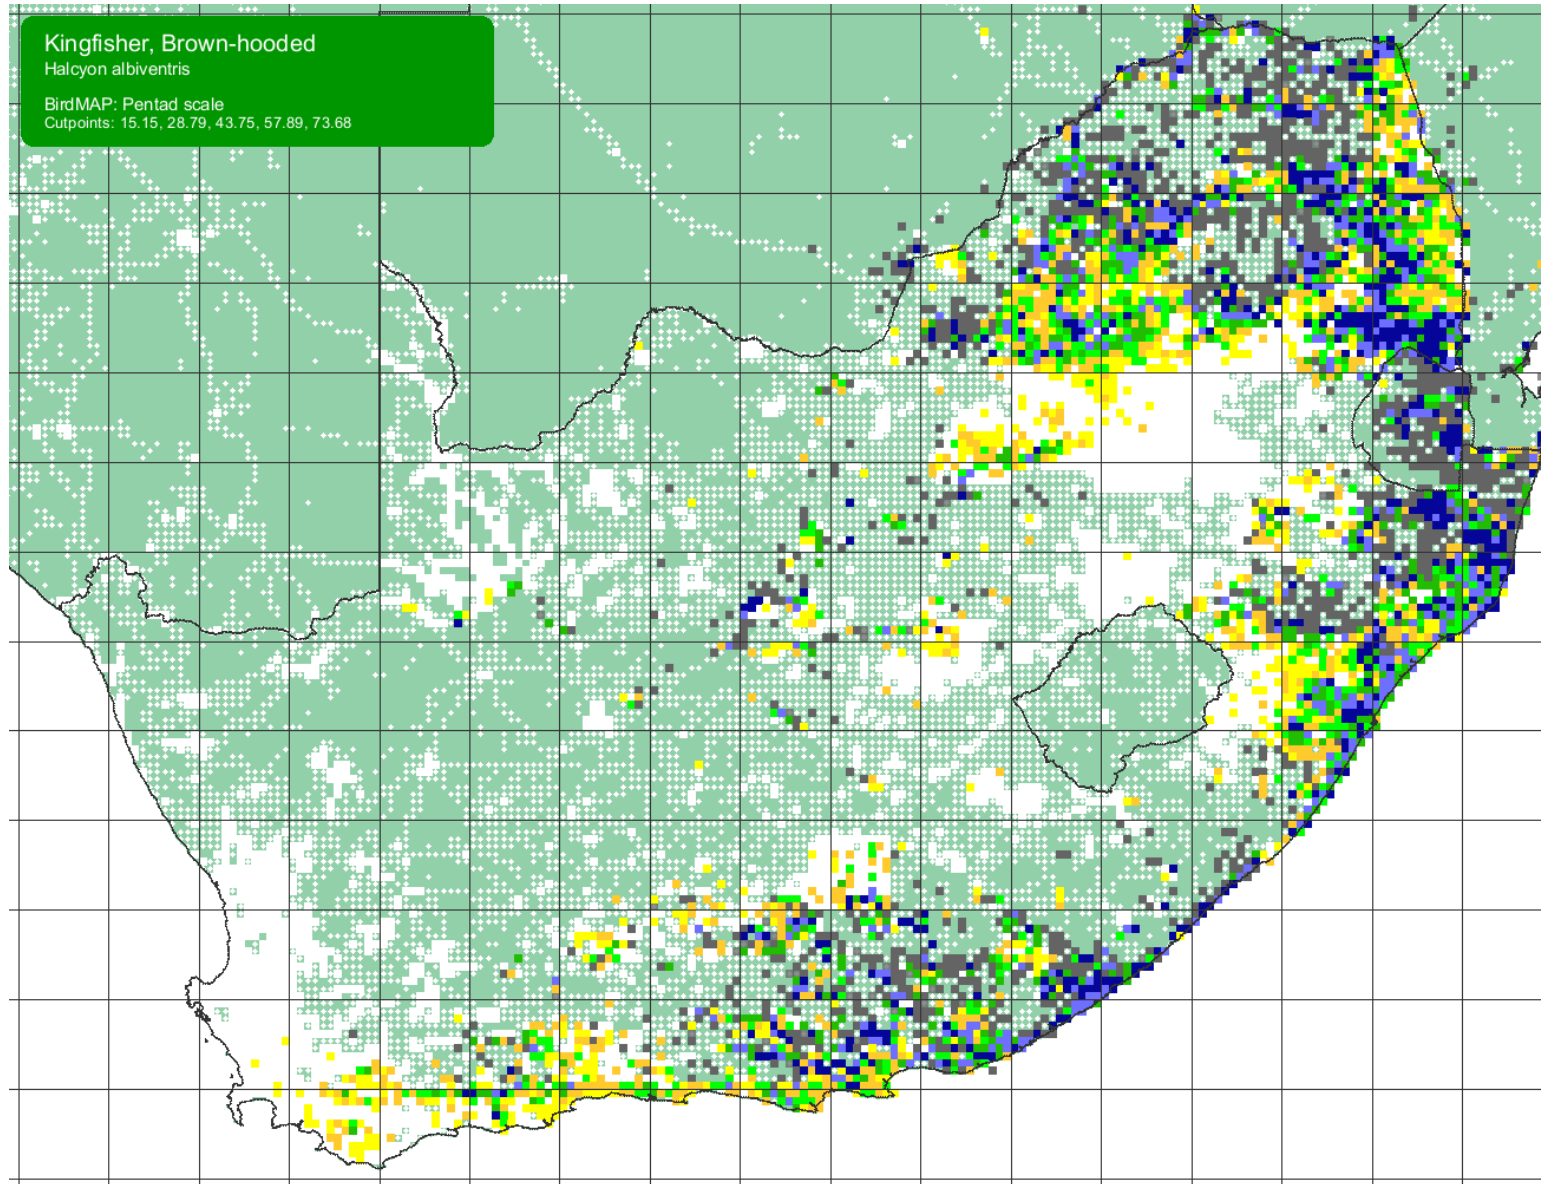 Kingfisher, Brown-hooded
Halcyon albiventris
BirdMAP: Pentad scale
Cutpoints: 15.15, 28.79, 43.75, 57.89, 73.68